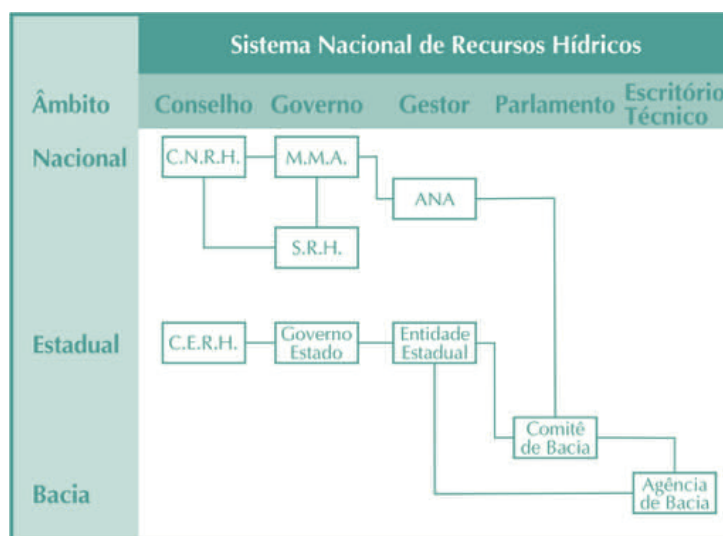 Sistema Nacional de Recursos Hídricos
Âmbito
Conselho
Governo
Gestor
Parlamento
Escritório
Técnico
Nacional
C.N.R.H.
M.M.A.
ANA
S.R.H.
Estadual
C.E.R.H.
Governo
Estado
Entidade
Estadual
Comitê
de Bacia
Bacia
Agência
de Bacia